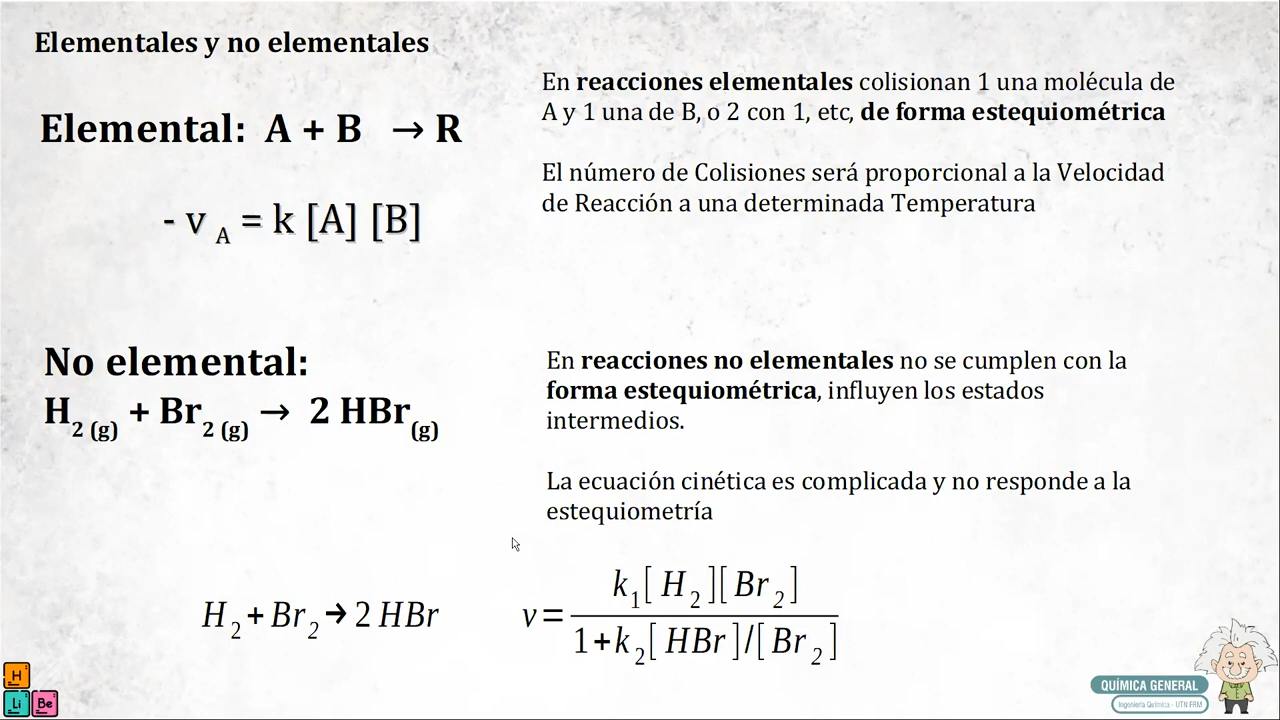 Elementales y no elementales
Elemental: A + B → R
- v A = k [A] [B]
En reacciones elementales colisionan 1 una molécula de
A y 1 una de B, o 2 con 1, etc, de forma estequiométrica
El número de Colisiones será proporcional a la Velocidad
de Reacción a una determinada Temperatura
No elemental:
H2 (g) + Br2 (g) → 2 HBr(g)
En reacciones no elementales no se cumplen con la
forma estequiométrica, influyen los estados
intermedios.
La ecuación cinética es complicada y no responde a la
estequiometría
H2 + Br2 → 2 HBr
v = k1[H2][Br2] / 1+k2[HBr]/[Br2]
H
Li Be
QUÍMICA GENERAL
Ingeniería Química - UTN FRM